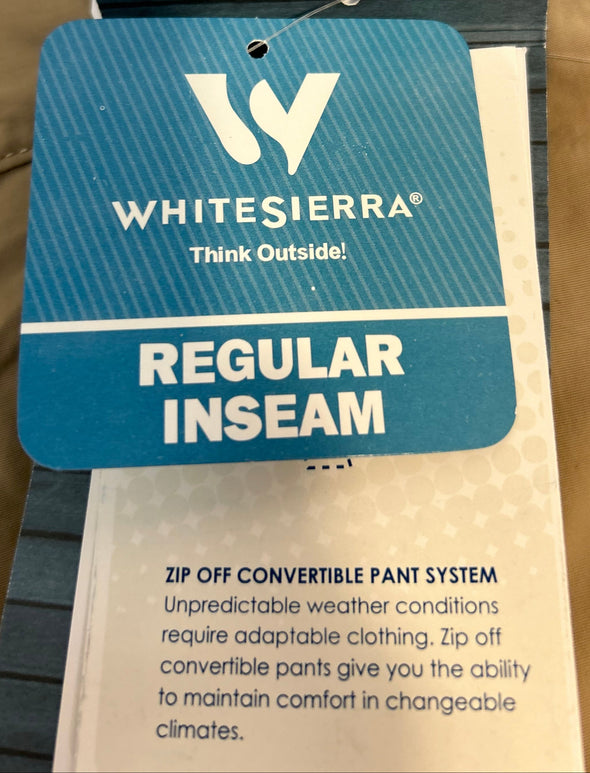 WHITESIERRA®
Think Outside!
REGULAR
INSEAM
ZIP OFF CONVERTIBLE PANT SYSTEM
Unpredictable weather conditions
require adaptable clothing. Zip off
convertible pants give you the ability
to maintain comfort in changeable
climates.